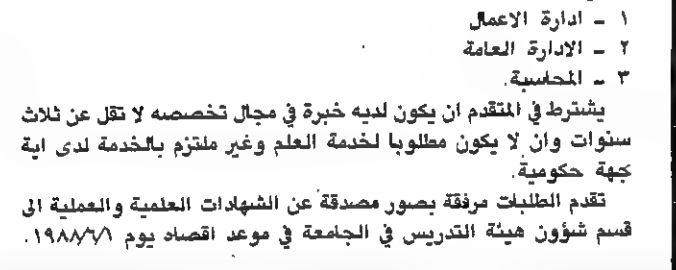 ١ - ادارة الاعمال
٢ - الادارة العامة
٣ - المحاسبة.
يشترط في المتقدم ان يكون لديه خبرة في مجال تخصصه لا تقل عن ثلاث
سنوات وان لا يكون مطلوبا لخدمة العلم وغير ملتزم بالخدمة لدى اية
جهة حكومية.
تقدم الطلبات مرفقة بصور مصدقة عن الشهادات العلمية والعملية الى
قسم شؤون هيئة التدريس في الجامعة في موعد اقصاه يوم ١٩٨٨/٦/١.